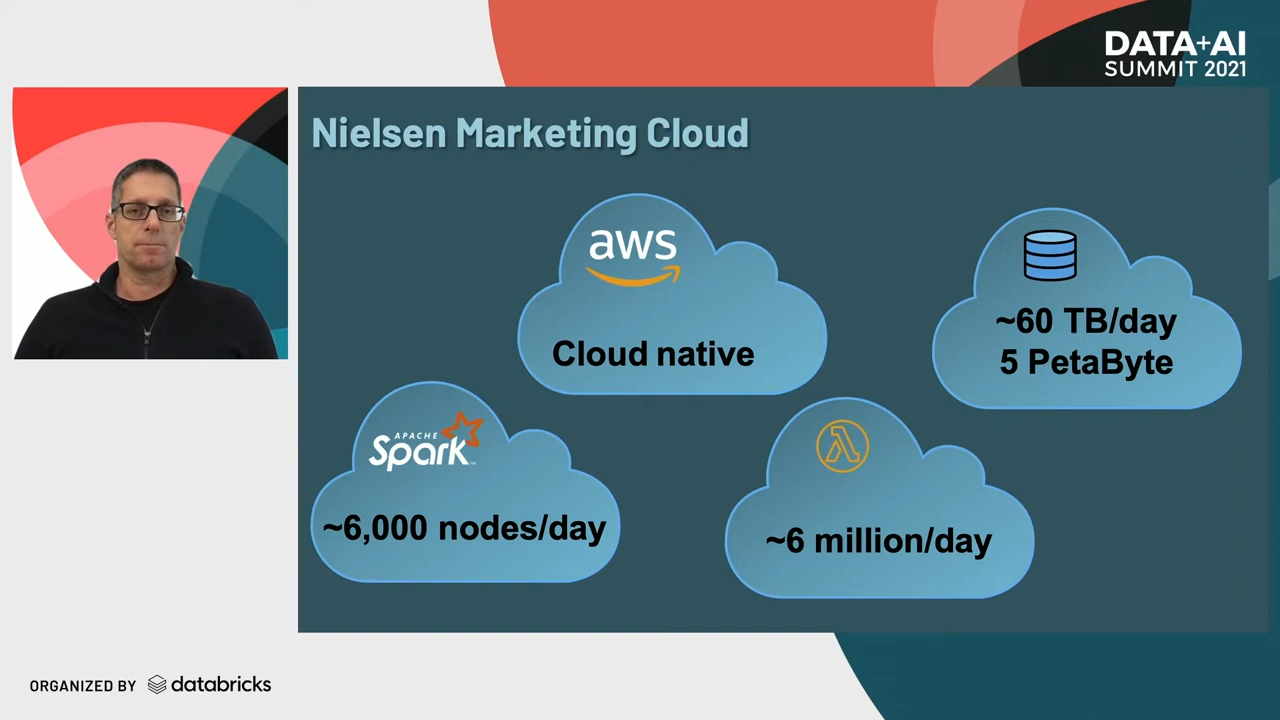 DATA+AI
SUMMIT 2021
Nielsen Marketing Cloud
aws
Cloud native
~60 TB/day
5 PetaByte
APACHE
Spark™
~6,000 nodes/day
~6 million/day
ORGANIZED BY databricks